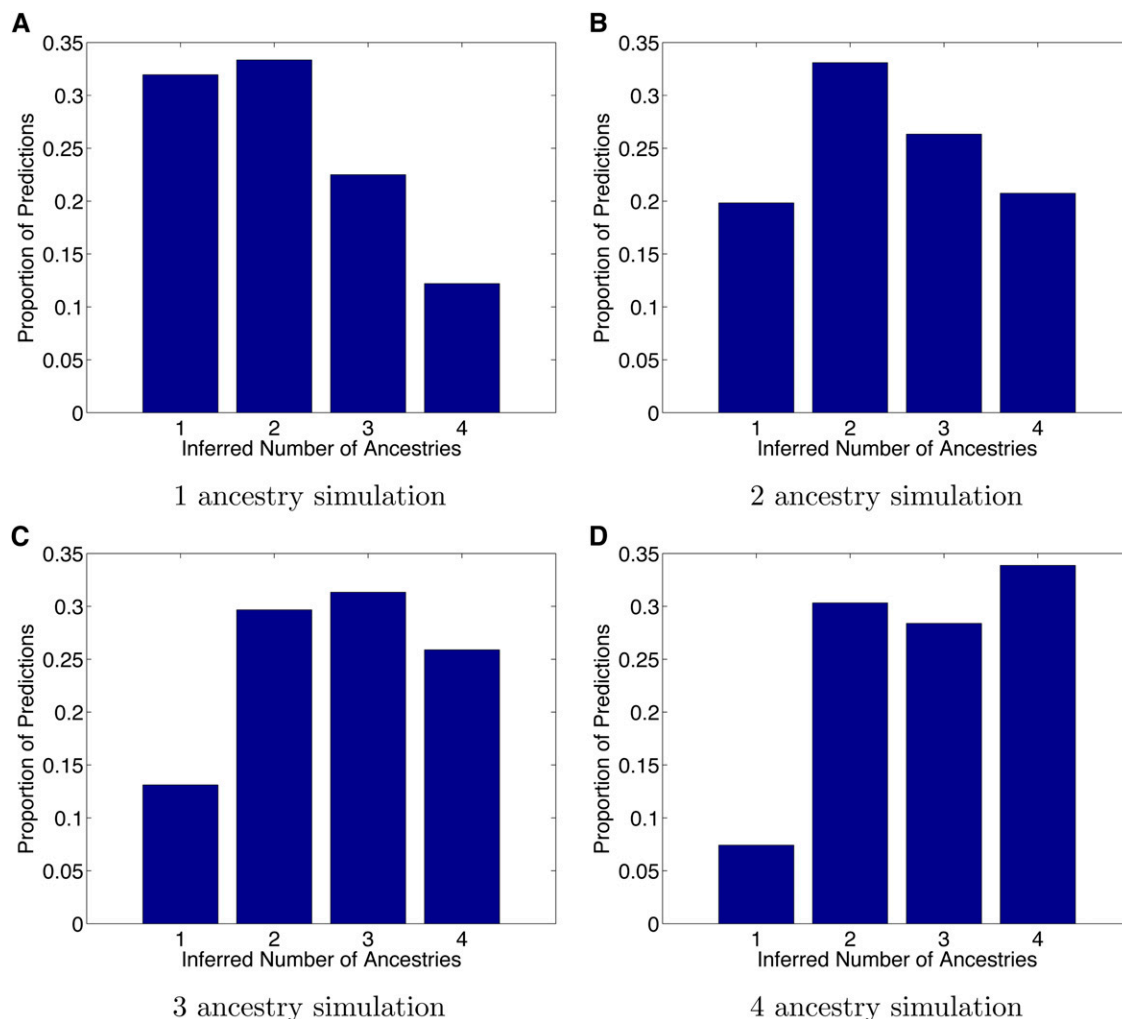 A
B
0.35
0.3
0.25
0.2
0.15
0.1
0.05
0
Proportion of Predictions
1 2 3 4
Inferred Number of Ancestries
1 ancestry simulation
0.35
0.3
0.25
0.2
0.15
0.1
0.05
0
Proportion of Predictions
1 2 3 4
Inferred Number of Ancestries
2 ancestry simulation
C
D
0.35
0.3
0.25
0.2
0.15
0.1
0.05
0
Proportion of Predictions
1 2 3 4
Inferred Number of Ancestries
3 ancestry simulation
0.35
0.3
0.25
0.2
0.15
0.1
0.05
0
Proportion of Predictions
1 2 3 4
Inferred Number of Ancestries
4 ancestry simulation